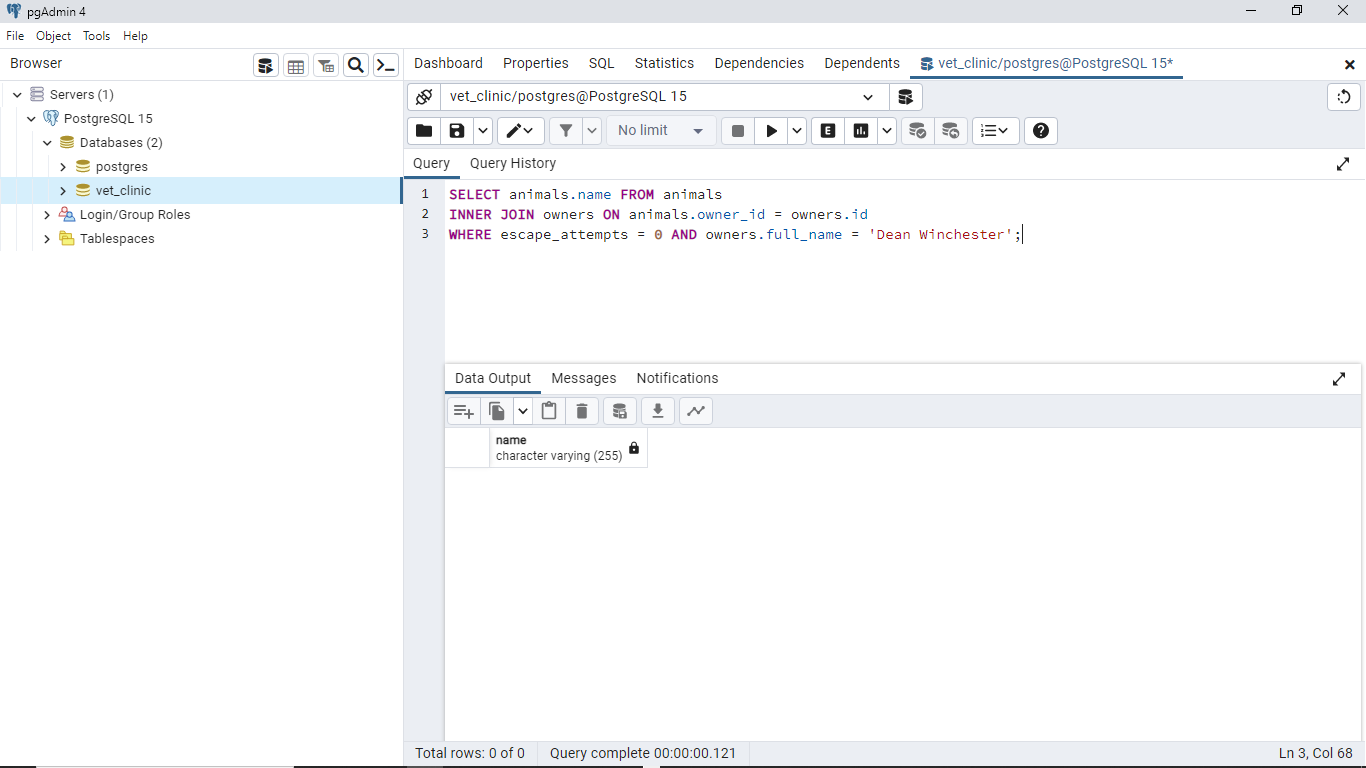 pgAdmin 4
File Object Tools Help
Browser
Servers (1)
PostgreSQL 15
Databases (2)
postgres
vet_clinic
Login/Group Roles
Tablespaces
Dashboard Properties SQL Statistics Dependencies Dependents vet_clinic/postgres@PostgreSQL 15*
vet_clinic/postgres@PostgreSQL 15
No limit
E
Query Query History
1 SELECT animals.name FROM animals
2 INNER JOIN owners ON animals.owner_id = owners.id
3 WHERE escape_attempts = 0 AND owners.full_name = 'Dean Winchester';
Data Output Messages Notifications
name
character varying (255)
Total rows: 0 of 0 Query complete 00:00:00.121 Ln 3, Col 68